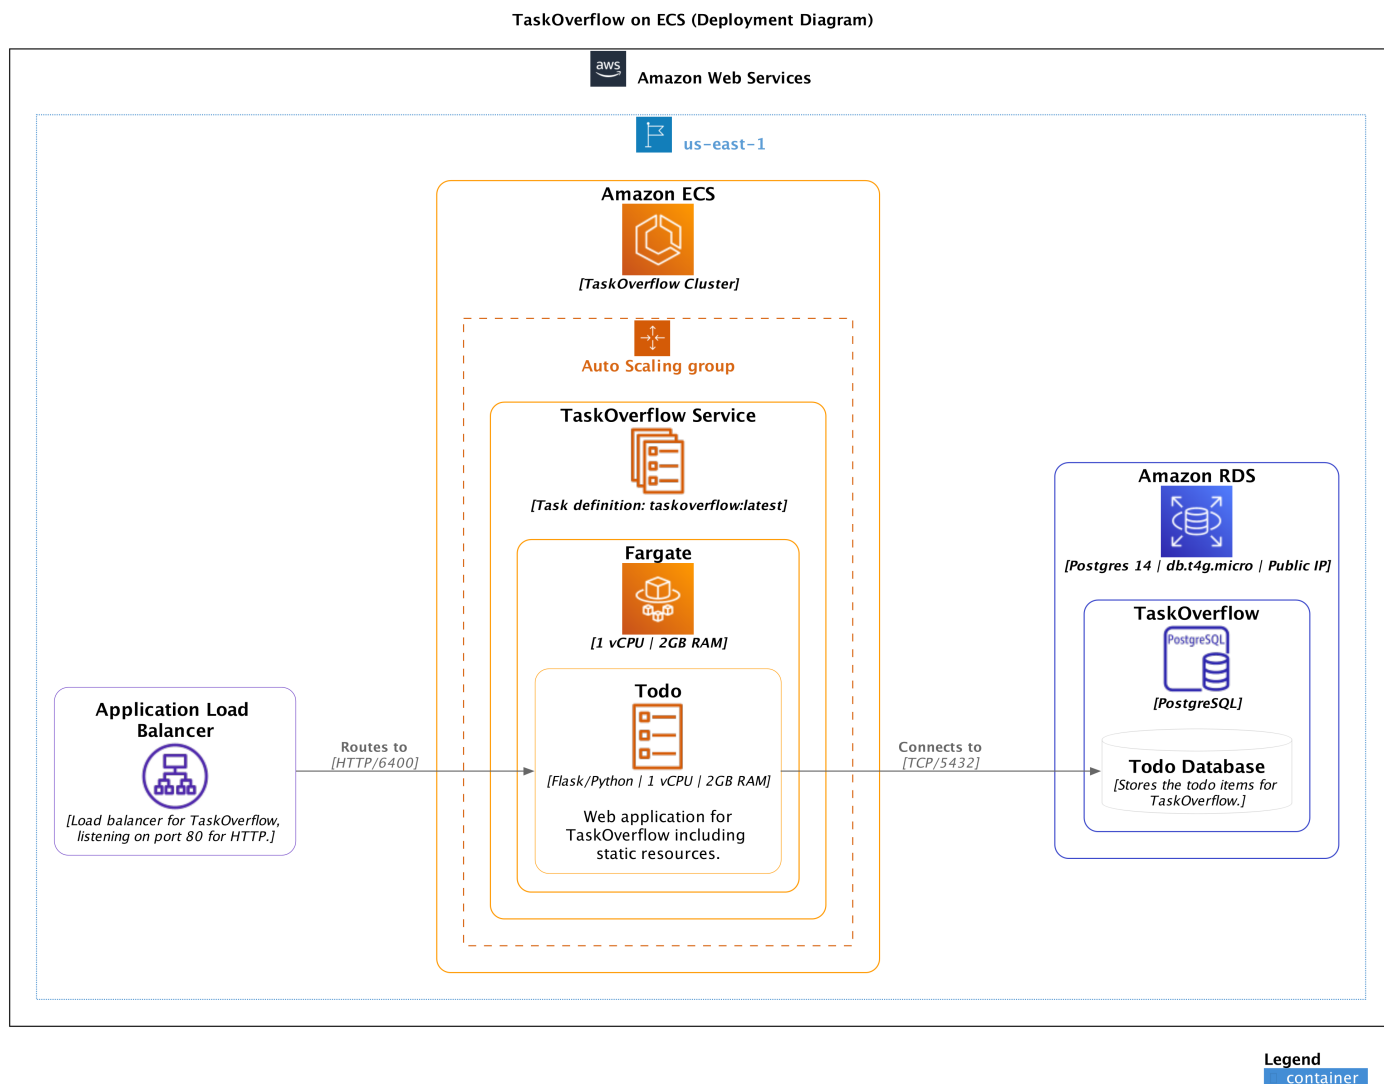 TaskOverflow on ECS (Deployment Diagram)
aws
Amazon Web Services
us-east-1
Amazon ECS
[TaskOverflow Cluster]
Auto Scaling group
TaskOverflow Service
[Task definition: taskoverflow:latest]
Fargate
[1 vCPU | 2GB RAM]
Todo
[Flask/Python | 1 vCPU | 2GB RAM]
Web application for
TaskOverflow including
static resources.
Application Load
Balancer
[Load balancer for TaskOverflow,
listening on port 80 for HTTP.]
Routes to
[HTTP/6400]
Connects to
[TCP/5432]
Amazon RDS
[Postgres 14 | db.t4g.micro | Public IP]
TaskOverflow
PostgreSQL
[PostgreSQL]
Todo Database
[Stores the todo items for
TaskOverflow.]
Legend
container